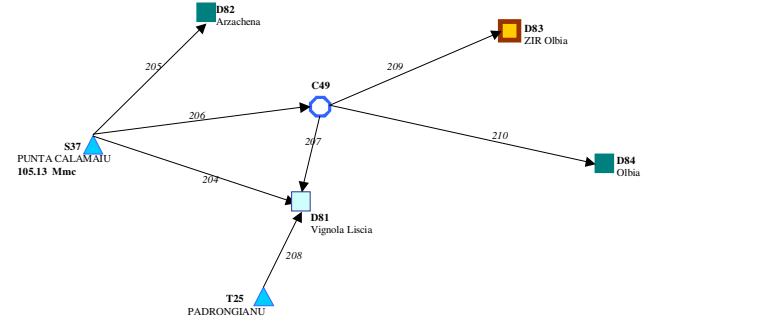 D82
Arzachena
D83
ZIR Olbia
205
209
C49
206
210
207
S37
PUNTA CALAMAIU
105.13 Mmc
204
D84
Olbia
D81
Vignola Liscia
208
T25
PADRONGIANU